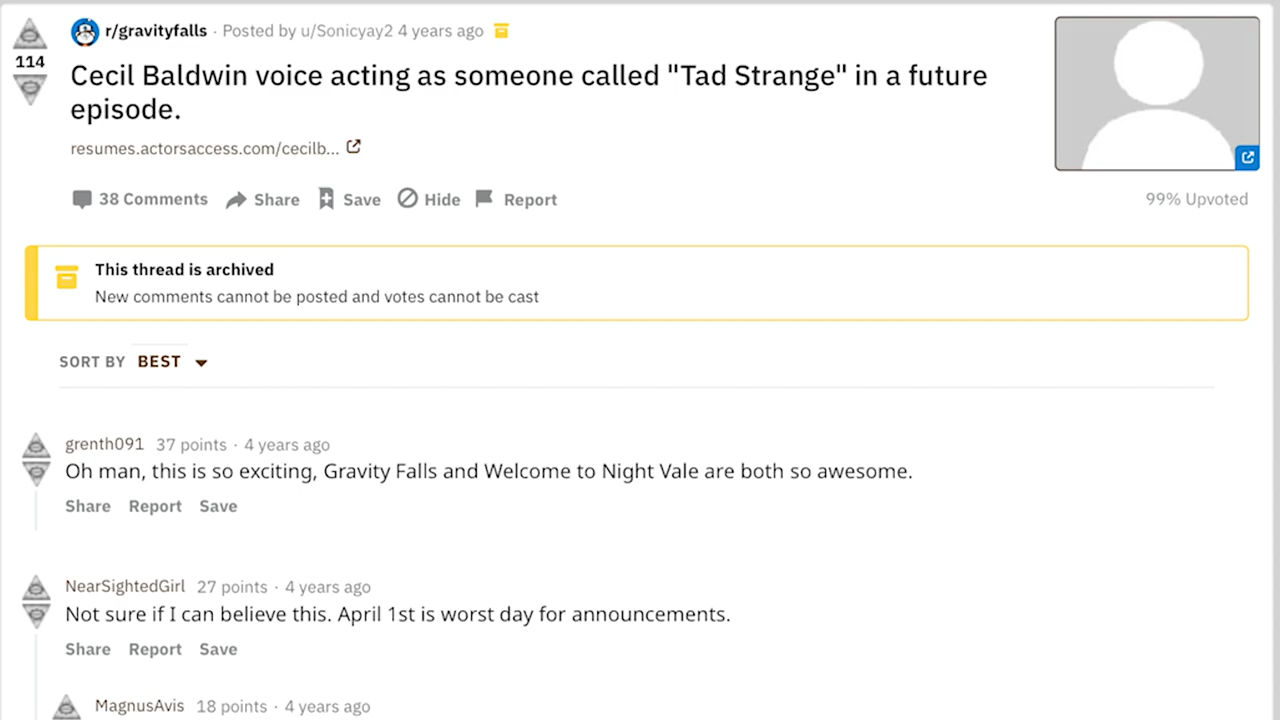 r/gravityfalls · Posted by u/Sonicyay2 4 years ago
114
Cecil Baldwin voice acting as someone called "Tad Strange" in a future
episode.
resumes.actorsaccess.com/cecilb...
38 Comments Share Save Hide Report
99% Upvoted
This thread is archived
New comments cannot be posted and votes cannot be cast
SORT BY BEST
grenth091 37 points · 4 years ago
Oh man, this is so exciting, Gravity Falls and Welcome to Night Vale are both so awesome.
Share Report Save
NearSightedGirl 27 points · 4 years ago
Not sure if I can believe this. April 1st is worst day for announcements.
Share Report Save
MagnusAvis 18 points · 4 years ago